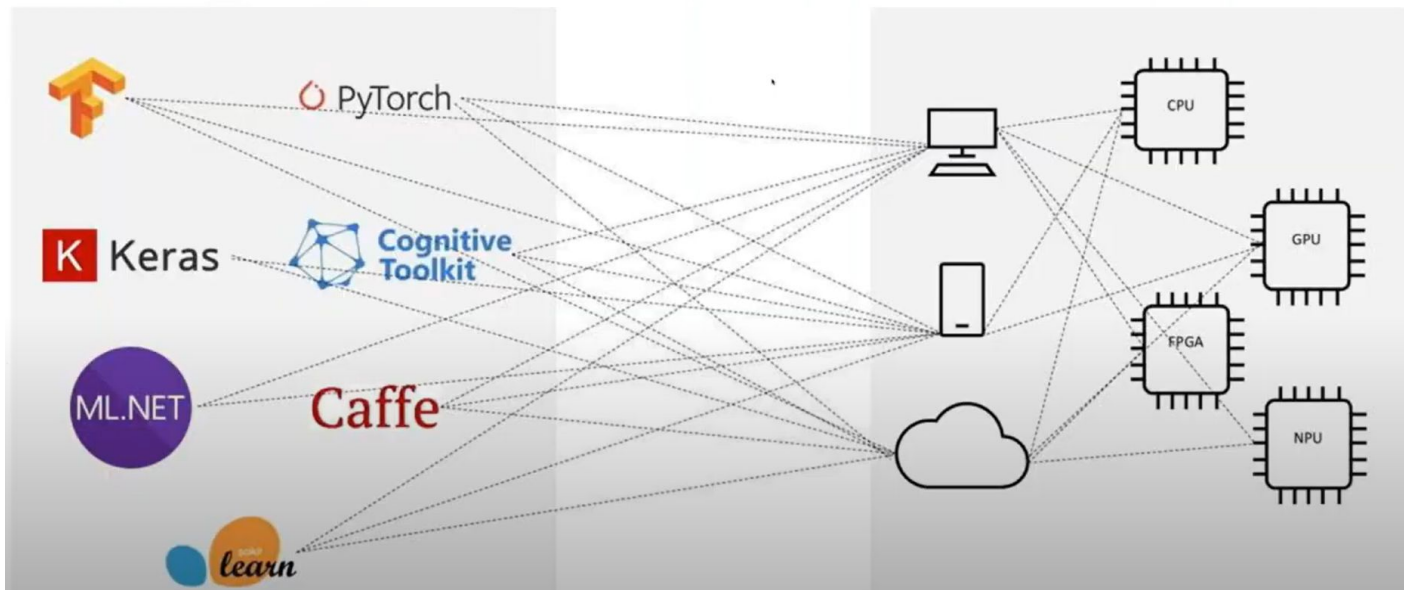 PyTorch
CPU
K Keras
Cognitive
Toolkit
GPU
FPGA
ML.NET
Caffe
NPU
learn